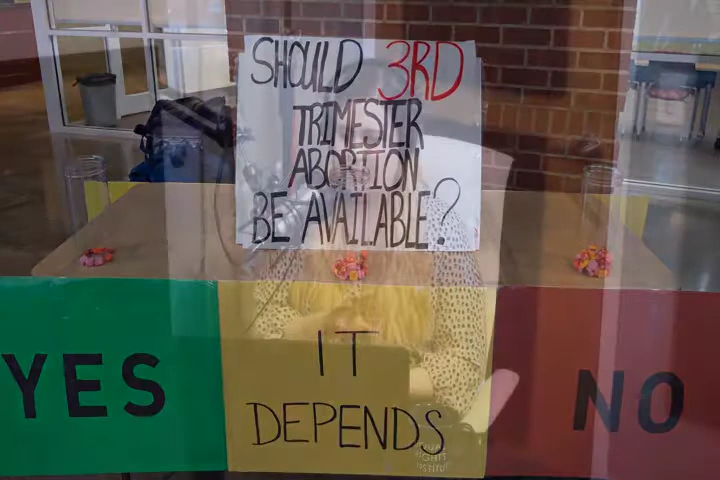 SHOULD 3RD
TRIMESTER
ABORTION
BE AVAILABLE?
YES
IT
DEPENDS
NO